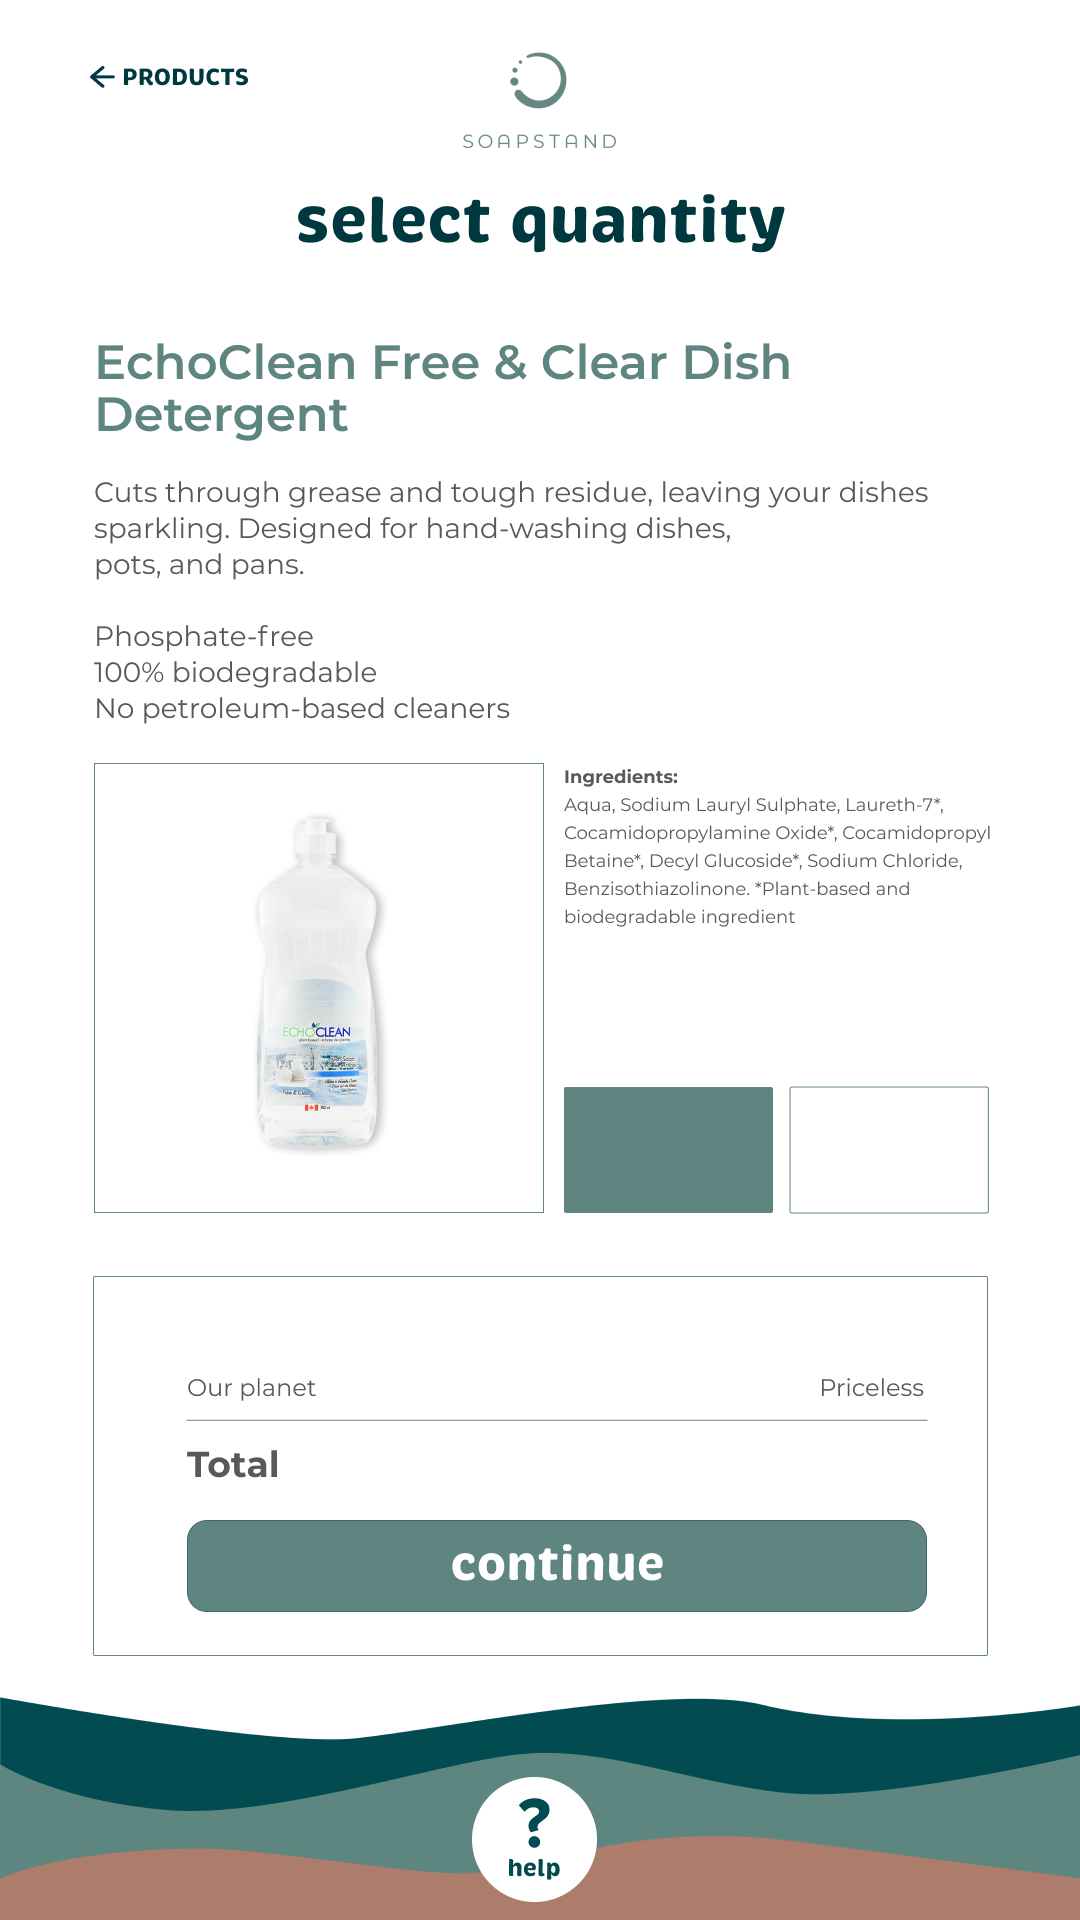 PRODUCTS
SOAPSTAND
select quantity
EchoClean Free & Clear Dish
Detergent
Cuts through grease and tough residue, leaving your dishes
sparkling. Designed for hand-washing dishes,
pots, and pans.
Phosphate-free
100% biodegradable
No petroleum-based cleaners
Ingredients:
Aqua, Sodium Lauryl Sulphate, Laureth-7*,
Cocamidopropylamine Oxide*, Cocamidopropyl
Betaine*, Decyl Glucoside*, Sodium Chloride,
Benzisothiazolinone. *Plant-based and
biodegradable ingredient
ECHOCLEAN
Free & Clear
Our planet Priceless
Total
continue
?
help